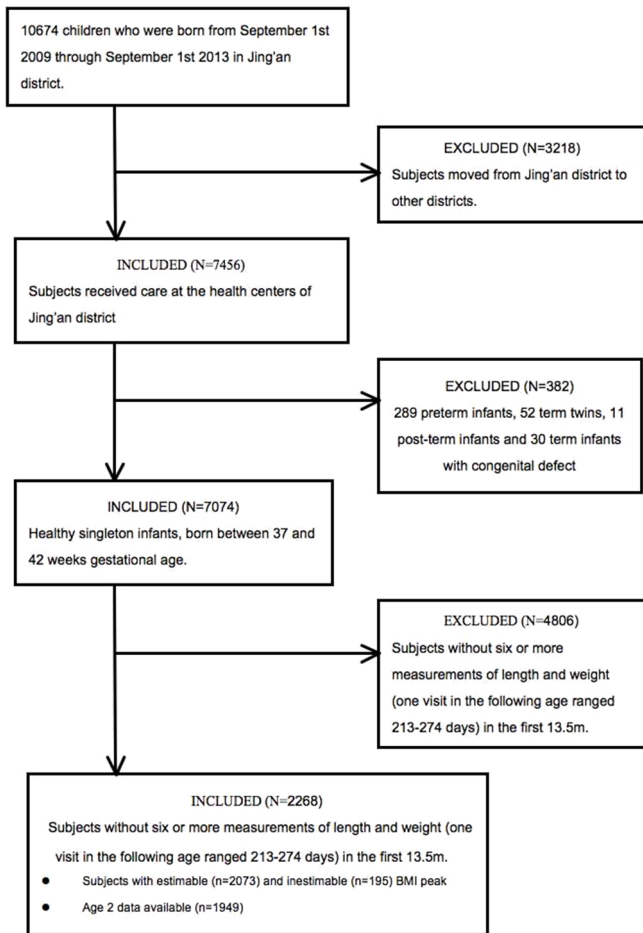 10674 children who were born from September 1st
2009 through September 1st 2013 in Jing'an
district.
EXCLUDED (N=3218)
Subjects moved from Jing'an district to
other districts.
INCLUDED (N=7456)
Subjects received care at the health centers of
Jing'an district
EXCLUDED (N=382)
289 preterm infants, 52 term twins, 11
post-term infants and 30 term infants
with congenital defect
INCLUDED (N=7074)
Healthy singleton infants, born between 37 and
42 weeks gestational age.
EXCLUDED (N=4806)
Subjects without six or more
measurements of length and weight
(one visit in the following age ranged
213-274 days) in the first 13.5m.
INCLUDED (N=2268)
Subjects without six or more measurements of length and weight (one
visit in the following age ranged 213-274 days) in the first 13.5m.
● Subjects with estimable (n=2073) and inestimable (n=195) BMI peak
● Age 2 data available (n=1949)